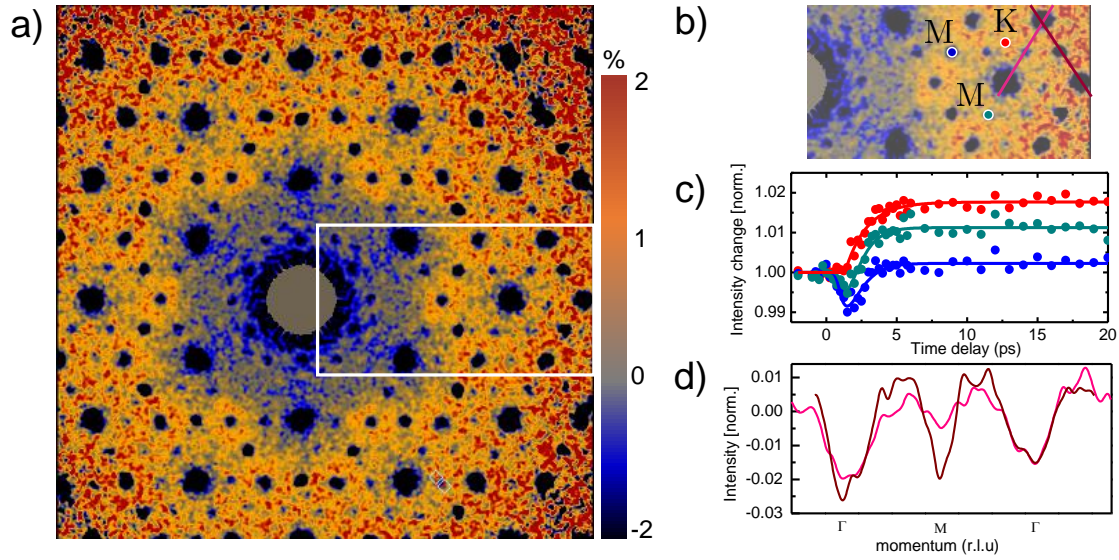 a)
%
2
1
0
-2
b)
M
K
M
c)
Intensity change [norm.]
1.02
1.01
1.00
0.99
0 5 10 15 20
Time delay (ps)
d)
Intensity [norm.]
0.01
0.00
-0.01
-0.02
-0.03
Γ M Γ
momentum (r.l.u)